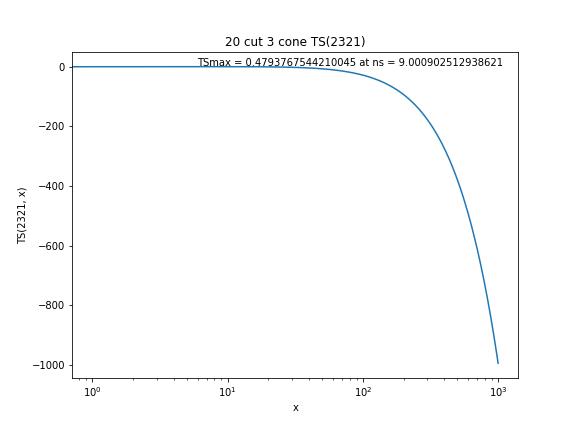 20 cut 3 cone TS(2321)
TSmax = 0.4793767544210045 at ns = 9.000902512938621
TS(2321, x)
0
−200
−400
−600
−800
−1000
10⁰
10¹
10²
10³
x